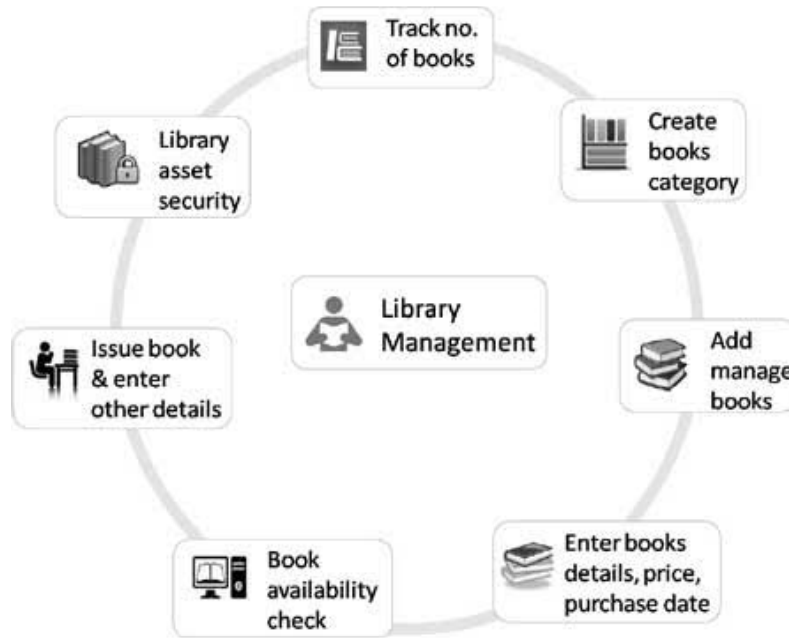 Track no.
of books
Create
books
category
Add
manage
books
Enter books
details, price,
purchase date
Book
availability
check
Issue book
& enter
other details
Library
asset
security
Library
Management